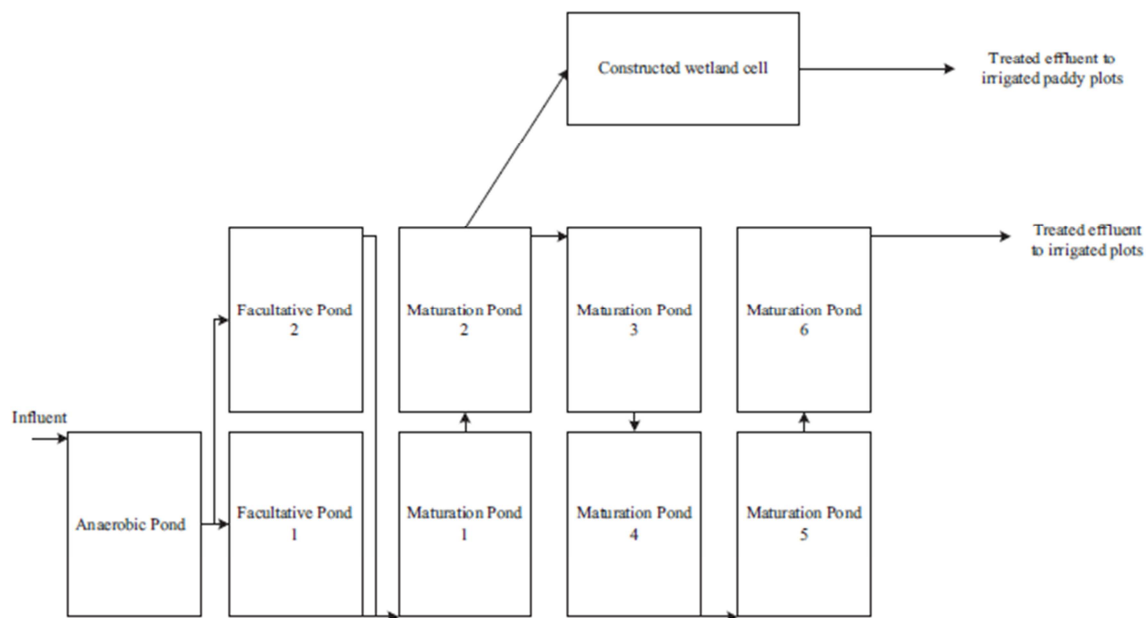 Constructed wetland cell
Treated effluent to
irrigated paddy plots
Treated effluent
to irrigated plots
Facultative Pond
2
Maturation Pond
2
Maturation Pond
3
Maturation Pond
6
Influent
Anaerobic Pond
Facultative Pond
1
Maturation Pond
1
Maturation Pond
4
Maturation Pond
5